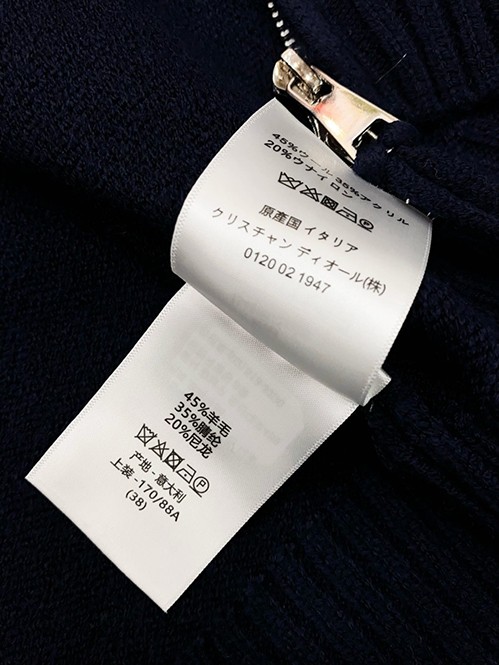 45%ウール 35%アクリル
20%ウナイロン
原産国 イタリア
クリスチャン ディオール(株)
0120 02 1947
45%羊毛
35%腈纶
20%尼龙
P
产地 - 意大利
上装 -170/88A
(38)